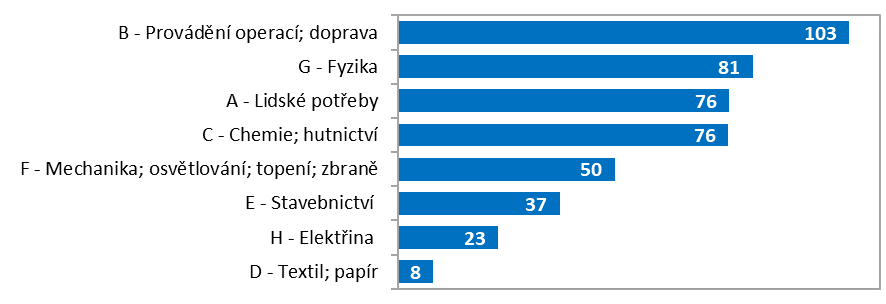 B - Provádění operací; doprava 103
G - Fyzika 81
A - Lidské potřeby 76
C - Chemie; hutnictví 76
F - Mechanika; osvětlování; topení; zbraně 50
E - Stavebnictví 37
H - Elektřina 23
D - Textil; papír 8